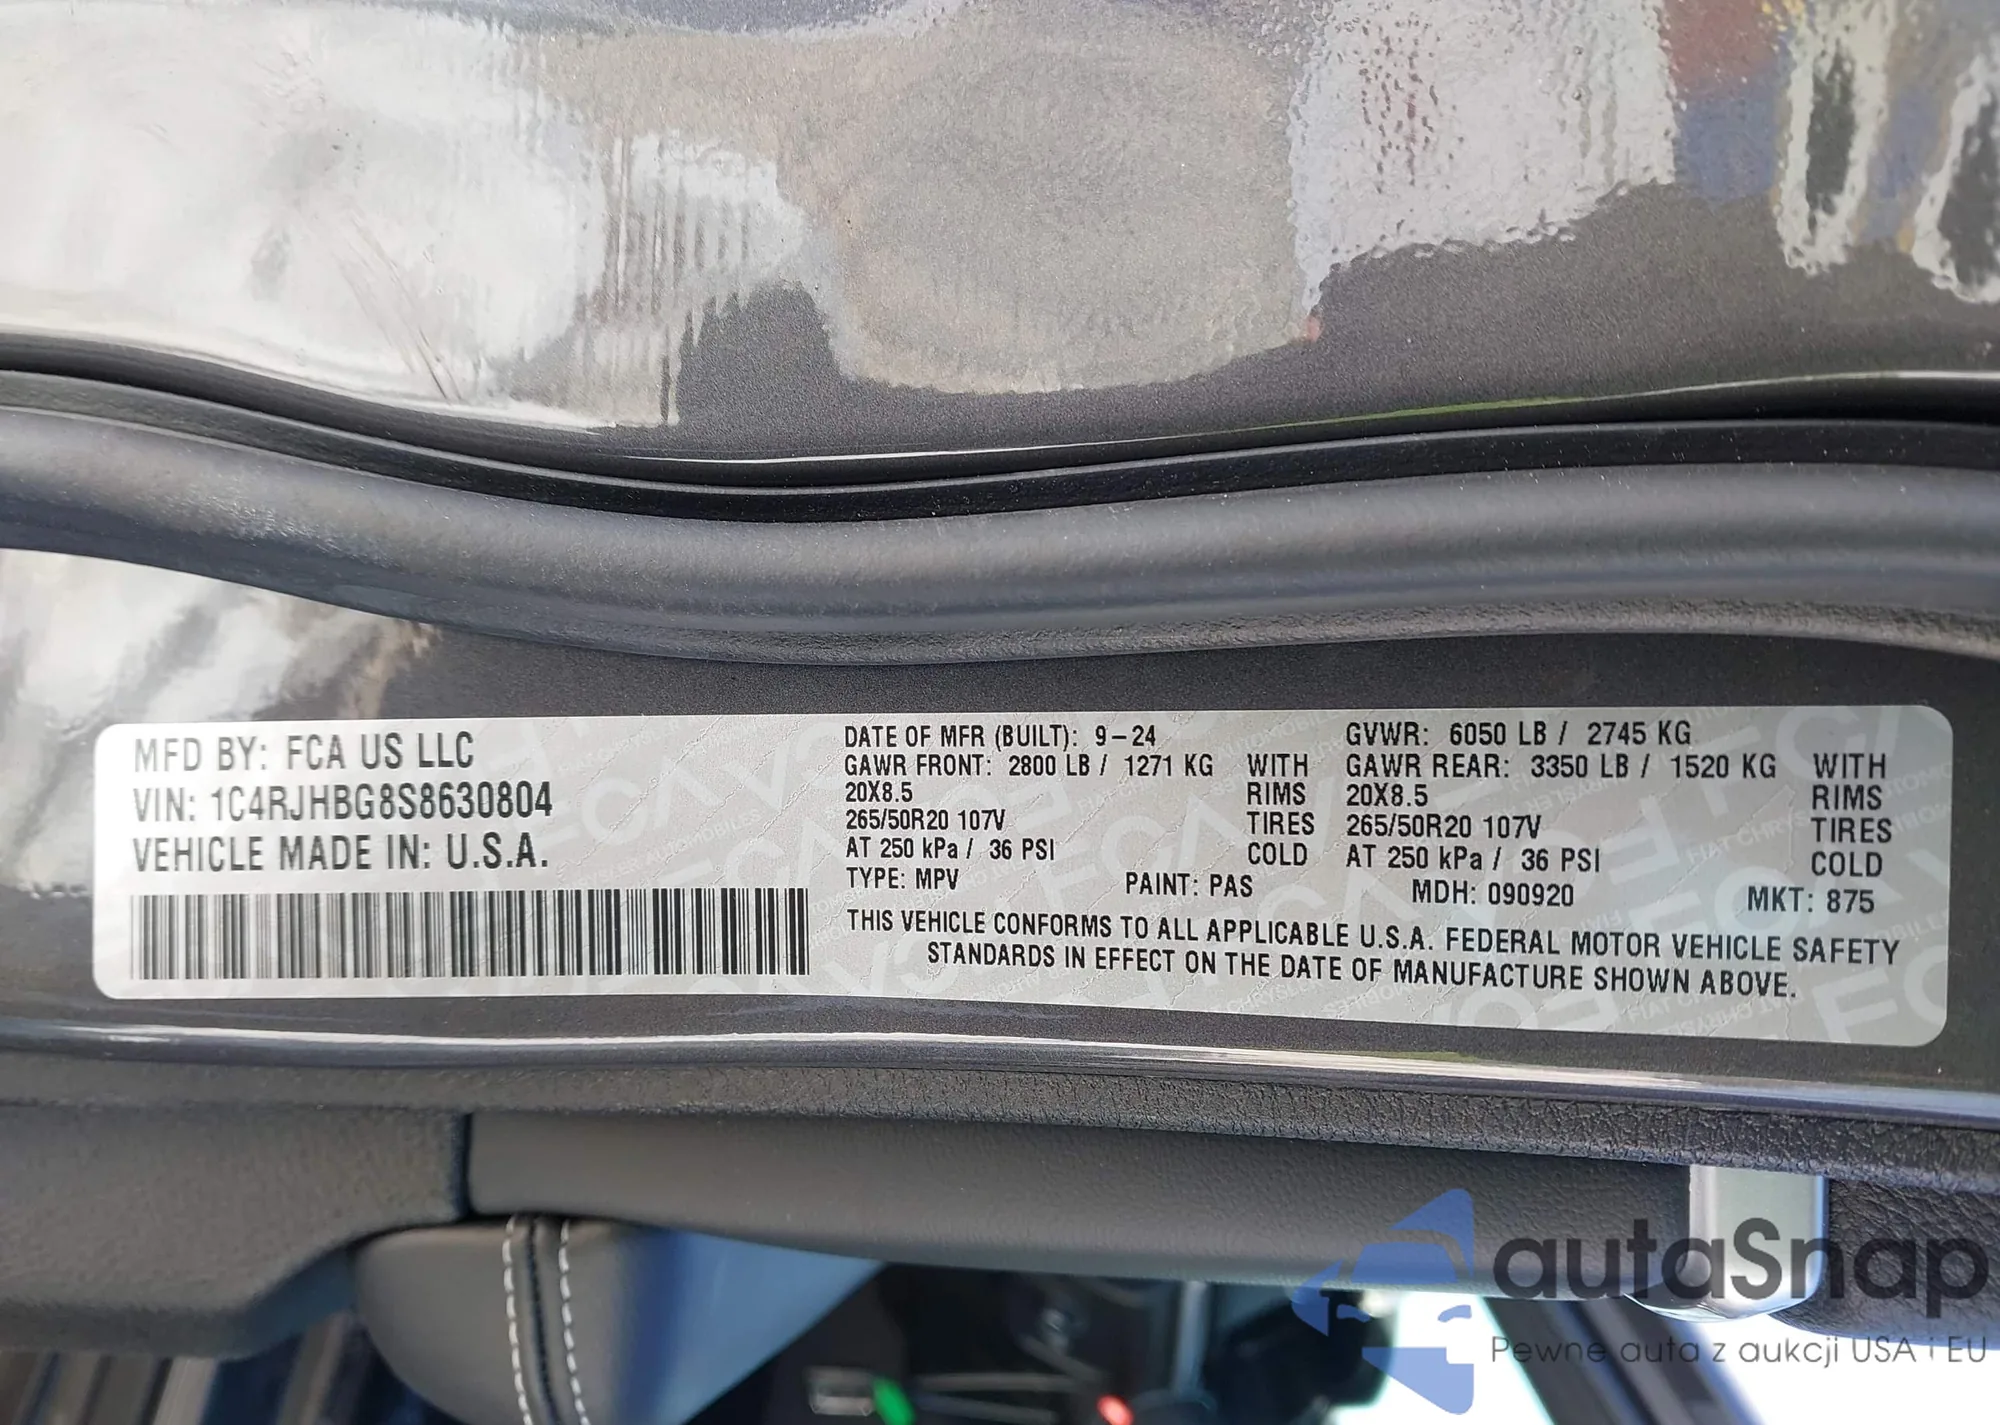 MFD BY: FCA US LLC
VIN: 1C4RJHBG8S8630804
VEHICLE MADE IN: U.S.A.
DATE OF MFR (BUILT): 9-24
GVWR: 6050 LB / 2745 KG
GAWR FRONT: 2800 LB / 1271 KG WITH
20X8.5 RIMS
265/50R20 107V TIRES
AT 250 kPa / 36 PSI COLD
GAWR REAR: 3350 LB / 1520 KG WITH
20X8.5 RIMS
265/50R20 107V TIRES
AT 250 kPa / 36 PSI COLD
TYPE: MPV PAINT: PAS MDH: 090920 MKT: 875
THIS VEHICLE CONFORMS TO ALL APPLICABLE U.S.A. FEDERAL MOTOR VEHICLE SAFETY
STANDARDS IN EFFECT ON THE DATE OF MANUFACTURE SHOWN ABOVE.
autaSnap
Pewne auta z aukcji USA i EU